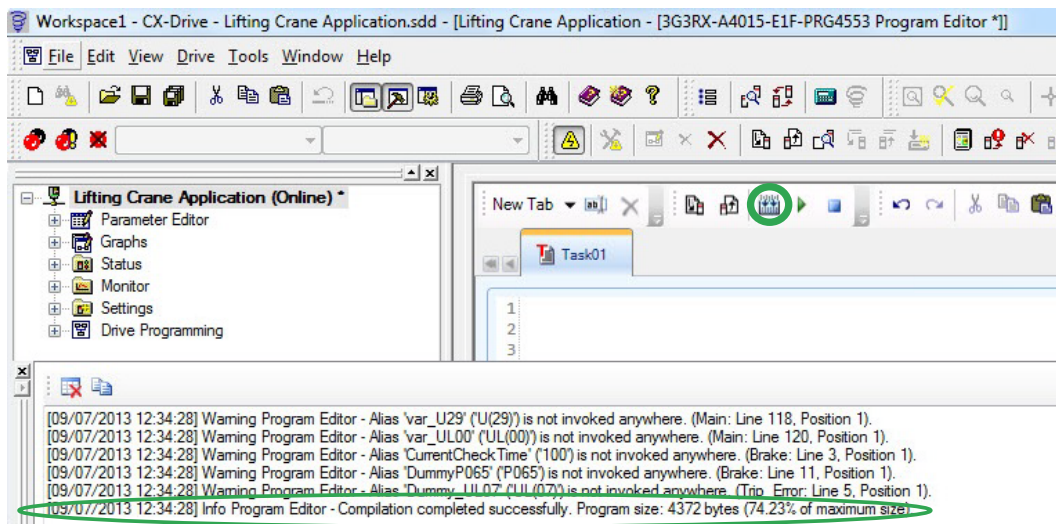 Workspace1 - CX-Drive - Lifting Crane Application.sdd - [Lifting Crane Application - [3G3RX-A4015-E1F-PRG4553 Program Editor *]]
File Edit View Drive Tools Window Help
Lifting Crane Application (Online) *
Parameter Editor
Graphs
Status
Monitor
Settings
Drive Programming
New Tab
Task01
1
2
3
[09/07/2013 12:34:28] Warning Program Editor - Alias 'var_U29' ('U(29)') is not invoked anywhere. (Main: Line 118, Position 1).
[09/07/2013 12:34:28] Warning Program Editor - Alias 'var_UL00' ('UL(00)') is not invoked anywhere. (Main: Line 120, Position 1).
[09/07/2013 12:34:28] Warning Program Editor - Alias 'CurrentCheckTime' ('100') is not invoked anywhere. (Brake: Line 3, Position 1).
[09/07/2013 12:34:28] Warning Program Editor - Alias 'DummyP065' ('P065') is not invoked anywhere. (Brake: Line 11, Position 1).
[09/07/2013 12:34:28] Warning Program Editor - Alias 'Dummy_UL07' ('UL(07)') is not invoked anywhere. (Trip_Error: Line 5, Position 1).
[09/07/2013 12:34:28] Info Program Editor - Compilation completed successfully. Program size: 4372 bytes (74.23% of maximum size)